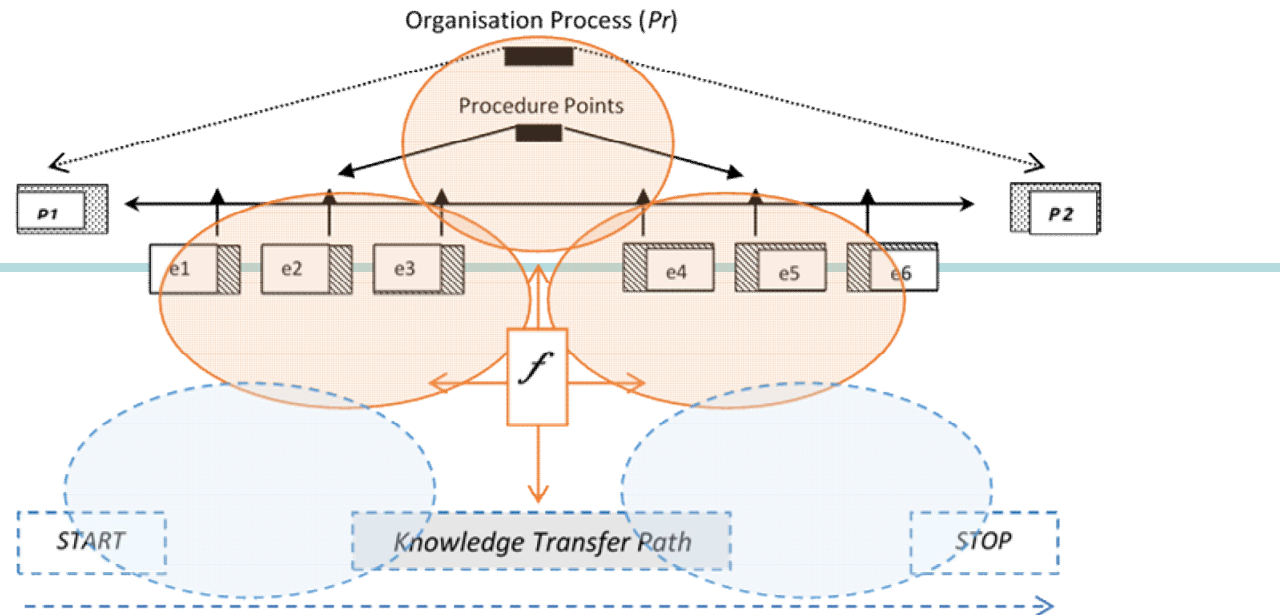 Organisation Process (Pr)
Procedure Points
P1
P2
e1
e2
e3
e4
e5
e6
f
START
Knowledge Transfer Path
STOP